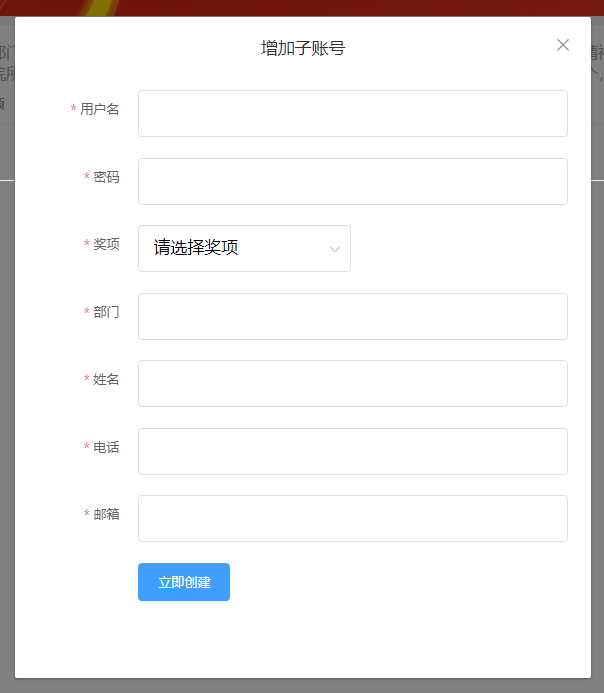 增加子账号
* 用户名
* 密码
* 奖项
请选择奖项
* 部门
* 姓名
* 电话
* 邮箱
立即创建